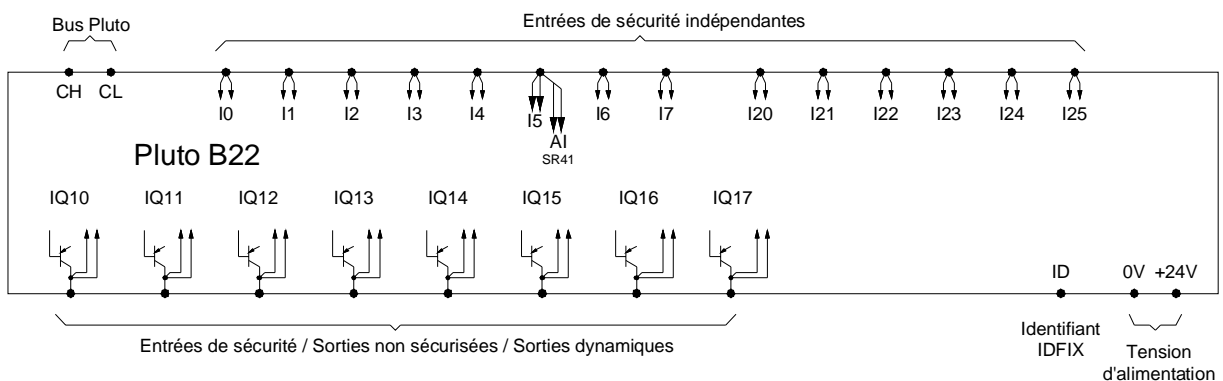 Bus Pluto
Entrées de sécurité indépendantes
CH CL
I0 I1 I2 I3 I4 I5 I6 I7 I20 I21 I22 I23 I24 I25
AI
SR41
Pluto B22
IQ10 IQ11 IQ12 IQ13 IQ14 IQ15 IQ16 IQ17
ID 0V +24V
Entrées de sécurité / Sorties non sécurisées / Sorties dynamiques
Identifiant
IDFIX
Tension
d'alimentation